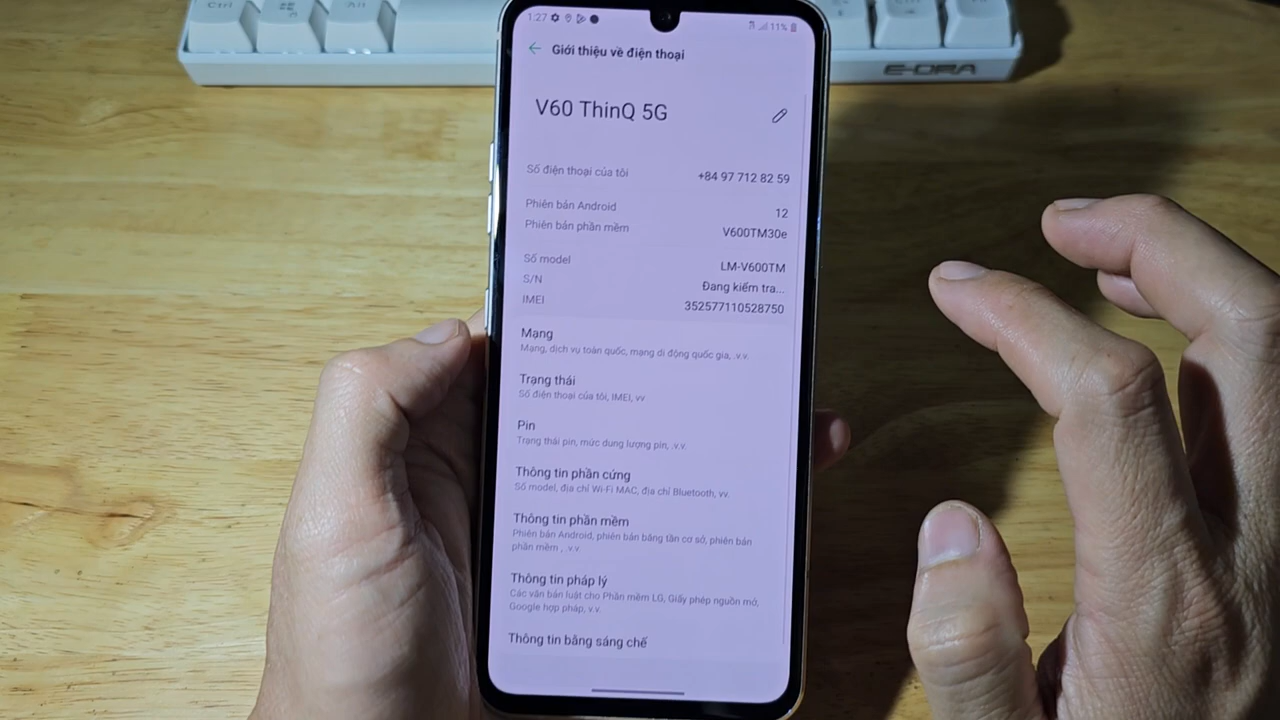 Ctrl
Alt
E-DRA
1:27
11%
Giới thiệu về điện thoại
V60 ThinQ 5G
Số điện thoại của tôi
+84 97 712 82 59
Phiên bản Android
12
Phiên bản phần mềm
V600TM30e
Số model
LM-V600TM
S/N
Đang kiểm tra...
IMEI
352577110528750
Mạng
Mạng, dịch vụ toàn quốc, mạng di động quốc gia, .v.v.
Trạng thái
Số điện thoại của tôi, IMEI, vv
Pin
Trạng thái pin, mức dung lượng pin, .v.v.
Thông tin phần cứng
Số model, địa chỉ Wi-Fi MAC, địa chỉ Bluetooth, vv.
Thông tin phần mềm
Phiên bản Android, phiên bản băng tần cơ sở, phiên bản
phần mềm , .v.v
Thông tin pháp lý
Các văn bản luật cho Phần mềm LG, Giấy phép nguồn mở,
Google hợp pháp, v.v.
Thông tin bằng sáng chế